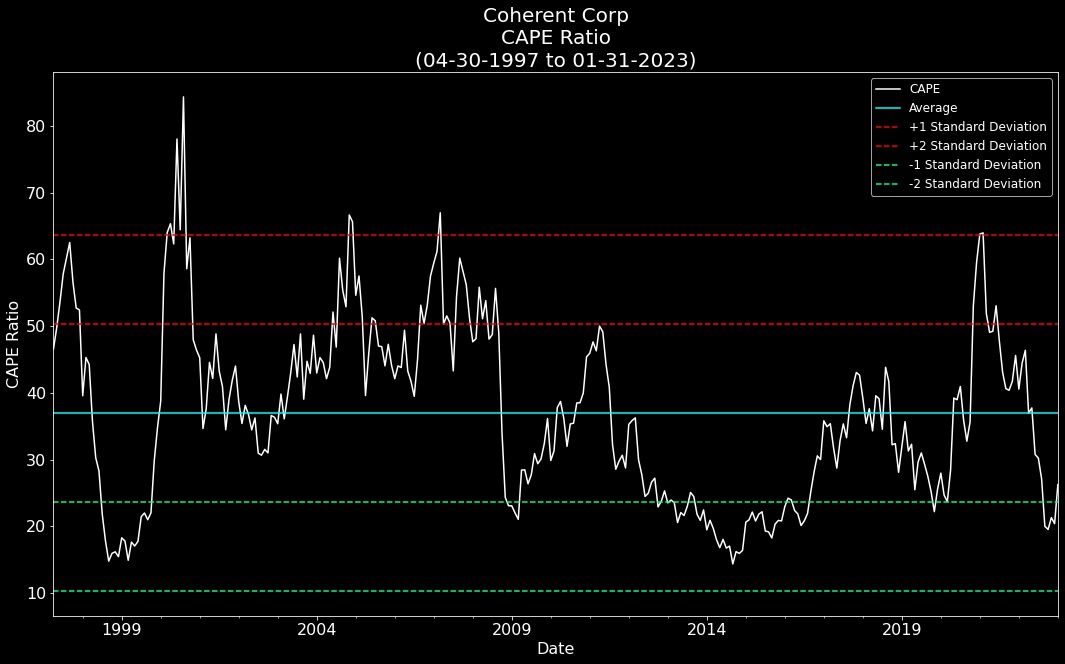 Coherent Corp
CAPE Ratio
(04-30-1997 to 01-31-2023)
CAPE
Average
+1 Standard Deviation
+2 Standard Deviation
-1 Standard Deviation
-2 Standard Deviation
CAPE Ratio
80
70
60
50
40
30
20
10
1999
2004
2009
2014
2019
Date